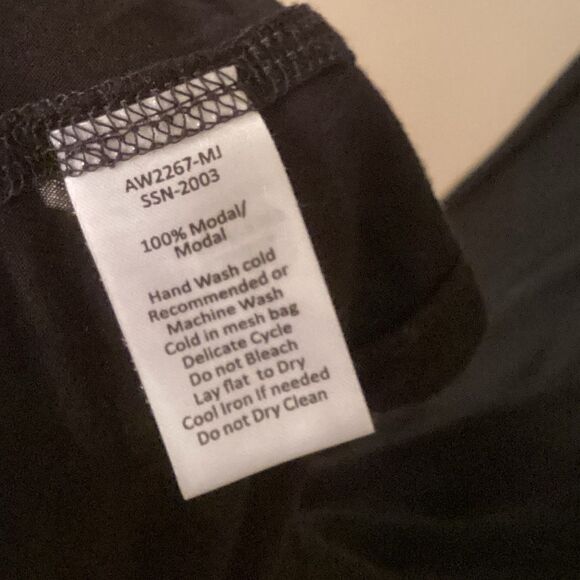 AW2267-MJ
SSN-2003
100% Modal/
Modal
Hand Wash cold
Recommended or
Machine Wash
Cold in mesh bag
Delicate Cycle
Do not Bleach
Lay flat to Dry
Cool Iron If needed
Do not Dry Clean